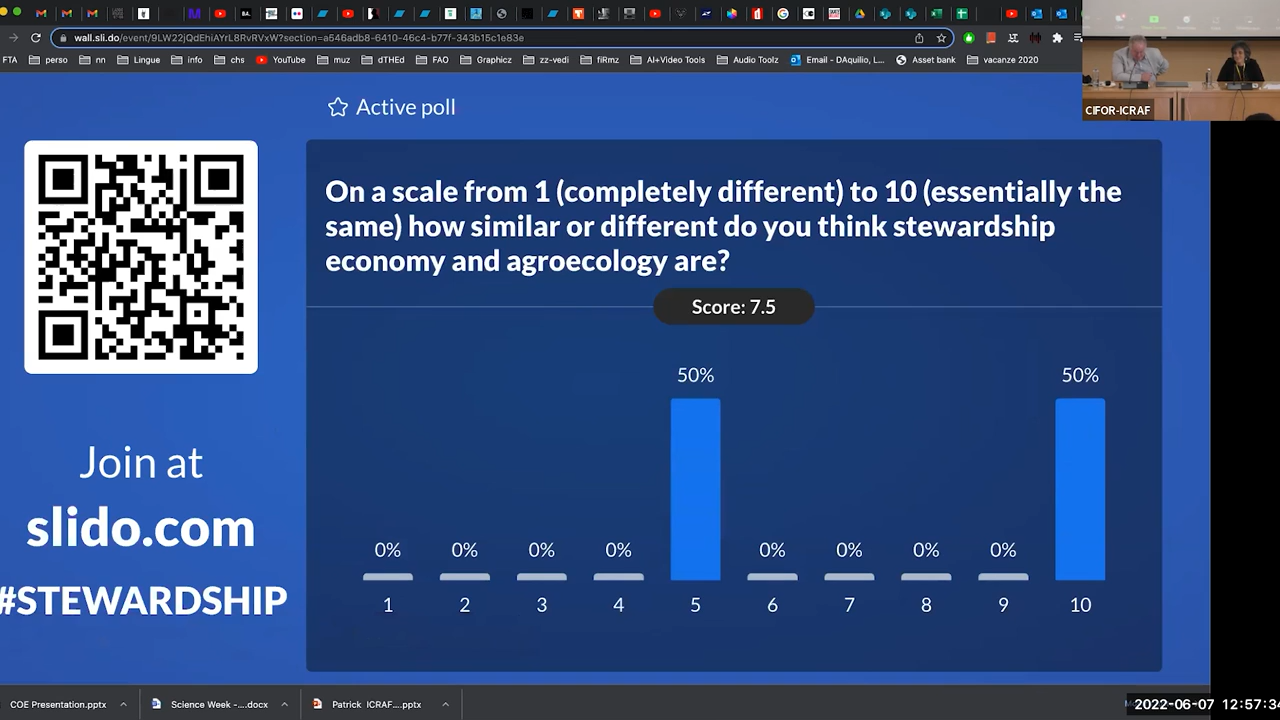 wall.sli.do/event/9LW22jQdEhiAYrL8RvRVxW?section=a646adb8-6410-46c4-b77f-343b15c1e83e
FTA perso nn Lingue info chs YouTube muz dTHEd FAO Graphicz zz-vedi fiRmz AI+Video Tools Audio Toolz Email - DAquilio, L... Asset bank vacanze 2020
CIFOR-ICRAF
Active poll
On a scale from 1 (completely different) to 10 (essentially the
same) how similar or different do you think stewardship
economy and agroecology are?
Score: 7.5
50% 50%
0% 0% 0% 0% 0% 0% 0% 0%
1 2 3 4 5 6 7 8 9 10
Join at
slido.com
#STEWARDSHIP
COE Presentation.pptx Science Week -....docx Patrick ICRAF....pptx
2022-06-07 12:57:34